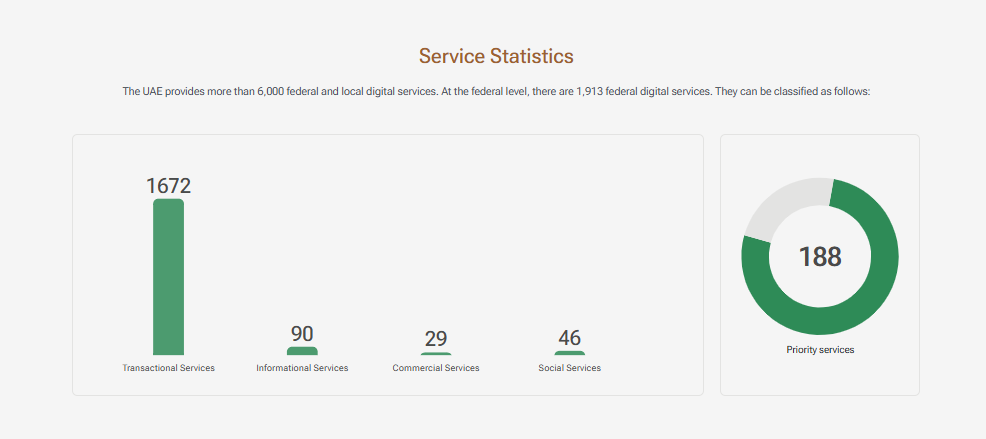 Service Statistics
The UAE provides more than 6,000 federal and local digital services. At the federal level, there are 1,913 federal digital services. They can be classified as follows:
1672
90
29
46
Transactional Services
Informational Services
Commercial Services
Social Services
188
Priority services